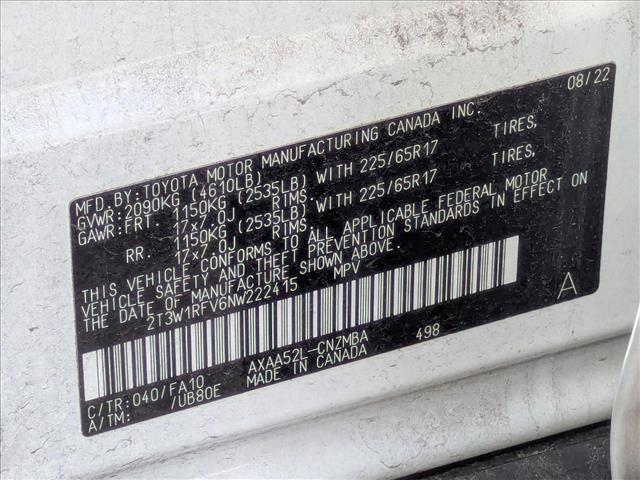 08/22
MFD.BY:TOYOTA MOTOR MANUFACTURING CANADA INC.
GVWR:2090KG (4610LB)
GAWR:FRT: 1150KG (2535LB) WITH 225/65R17 TIRES,
17x7.0J RIMS,
RR. 1150KG (2535LB) WITH 225/65R17 TIRES,
17x7.0J RIMS.
THIS VEHICLE CONFORMS TO ALL APPLICABLE FEDERAL MOTOR
VEHICLE SAFETY AND THEFT PREVENTION STANDARDS IN EFFECT ON
THE DATE OF MANUFACTURE SHOWN ABOVE.
2T3W1RFV6NW222415 MPV
A
C/TR:040/FA10 AXAA52L-CNZMBA 498
A/TM: /UB80E MADE IN CANADA